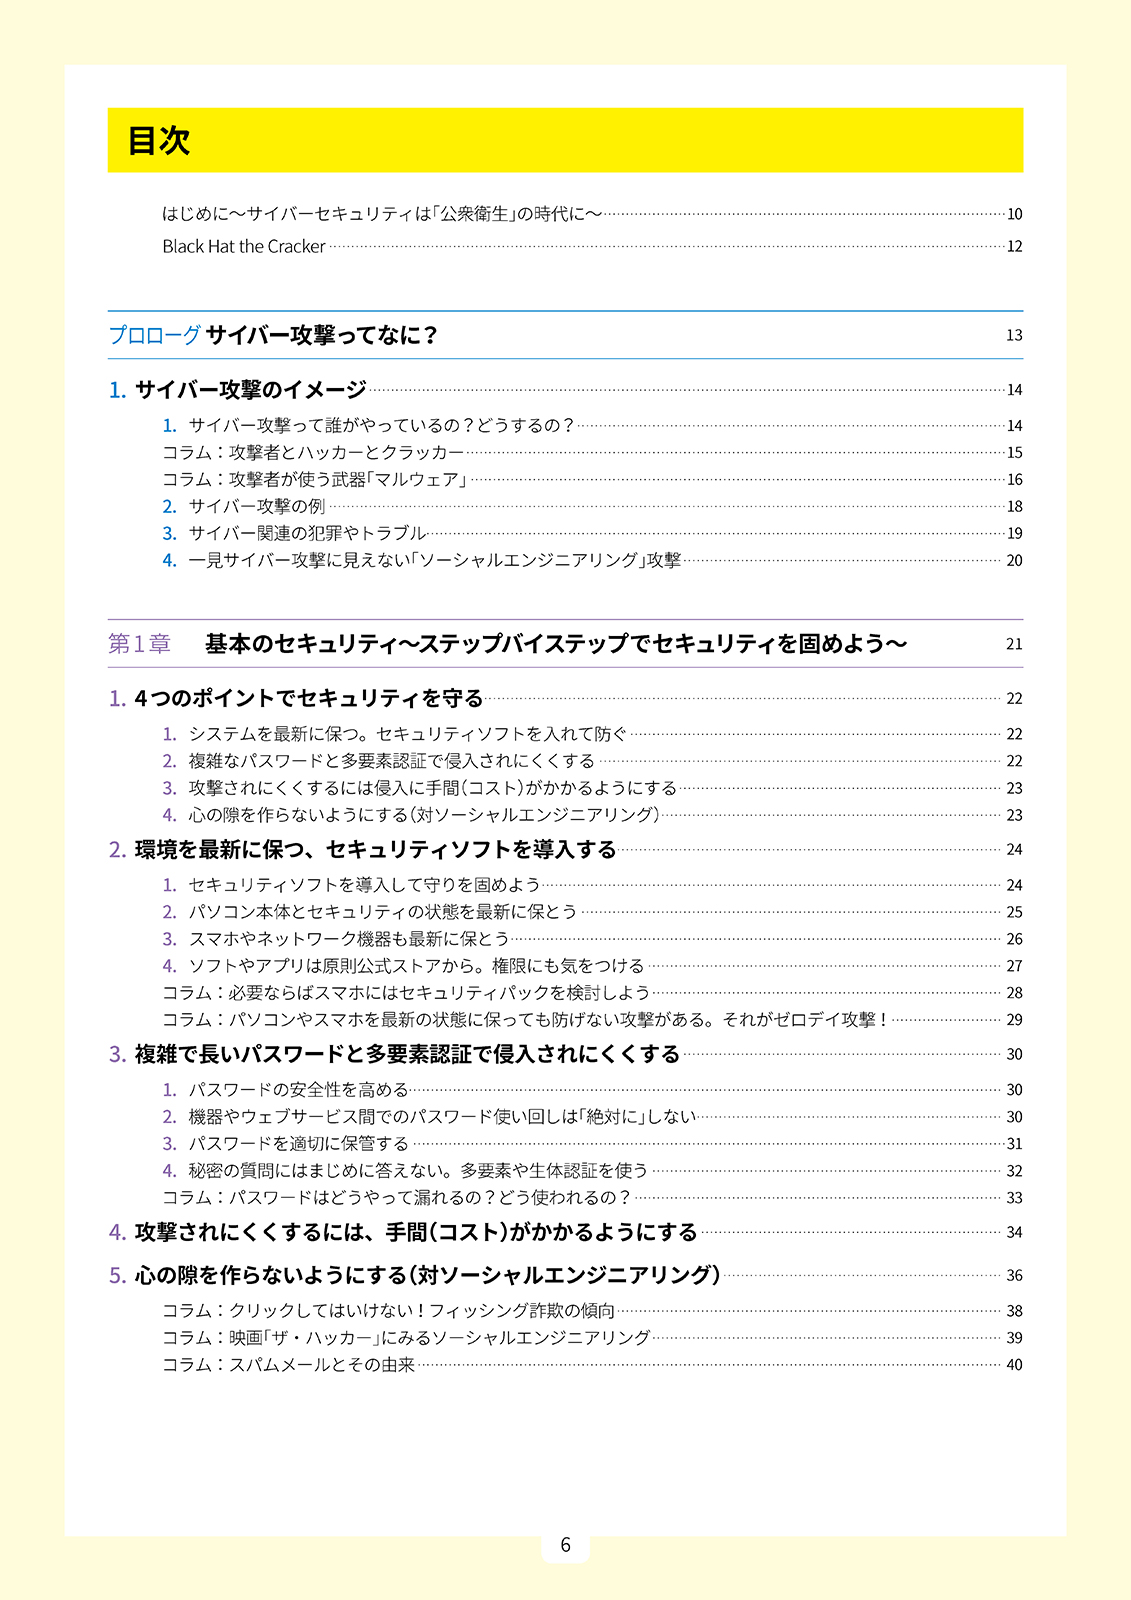 目次
はじめに〜サイバーセキュリティは「公衆衛生」の時代に〜 10
Black Hat the Cracker 12
プロローグ サイバー攻撃ってなに？ 13
1. サイバー攻撃のイメージ 14
1. サイバー攻撃って誰がやっているの？どうするの？ 14
コラム：攻撃者とハッカーとクラッカー 15
コラム：攻撃者が使う武器「マルウェア」 16
2. サイバー攻撃の例 18
3. サイバー関連の犯罪やトラブル 19
4. 一見サイバー攻撃に見えない「ソーシャルエンジニアリング」攻撃 20
第1章 基本のセキュリティ〜ステップバイステップでセキュリティを固めよう〜 21
1. 4つのポイントでセキュリティを守る 22
1. システムを最新に保つ。セキュリティソフトを入れて防ぐ 22
2. 複雑なパスワードと多要素認証で侵入されにくくする 22
3. 攻撃されにくくするには侵入に手間（コスト）がかかるようにする 23
4. 心の隙を作らないようにする（対ソーシャルエンジニアリング） 23
2. 環境を最新に保つ、セキュリティソフトを導入する 24
1. セキュリティソフトを導入して守りを固めよう 24
2. パソコン本体とセキュリティの状態を最新に保とう 25
3. スマホやネットワーク機器も最新に保とう 26
4. ソフトやアプリは原則公式ストアから。権限にも気をつける 27
コラム：必要ならばスマホにはセキュリティパックを検討しよう 28
コラム：パソコンやスマホを最新の状態に保っても防げない攻撃がある。それがゼロデイ攻撃！ 29
3. 複雑で長いパスワードと多要素認証で侵入されにくくする 30
1. パスワードの安全性を高める 30
2. 機器やウェブサービス間でのパスワード使い回しは「絶対に」しない 30
3. パスワードを適切に保管する 31
4. 秘密の質問にはまじめに答えない。多要素や生体認証を使う 32
コラム：パスワードはどうやって漏れるの？どう使われるの？ 33
4. 攻撃されにくくするには、手間（コスト）がかかるようにする 34
5. 心の隙を作らないようにする（対ソーシャルエンジニアリング） 36
コラム：クリックしてはいけない！フィッシング詐欺の傾向 38
コラム：映画「ザ・ハッカー」にみるソーシャルエンジニアリング 39
コラム：スパムメールとその由来 40
6